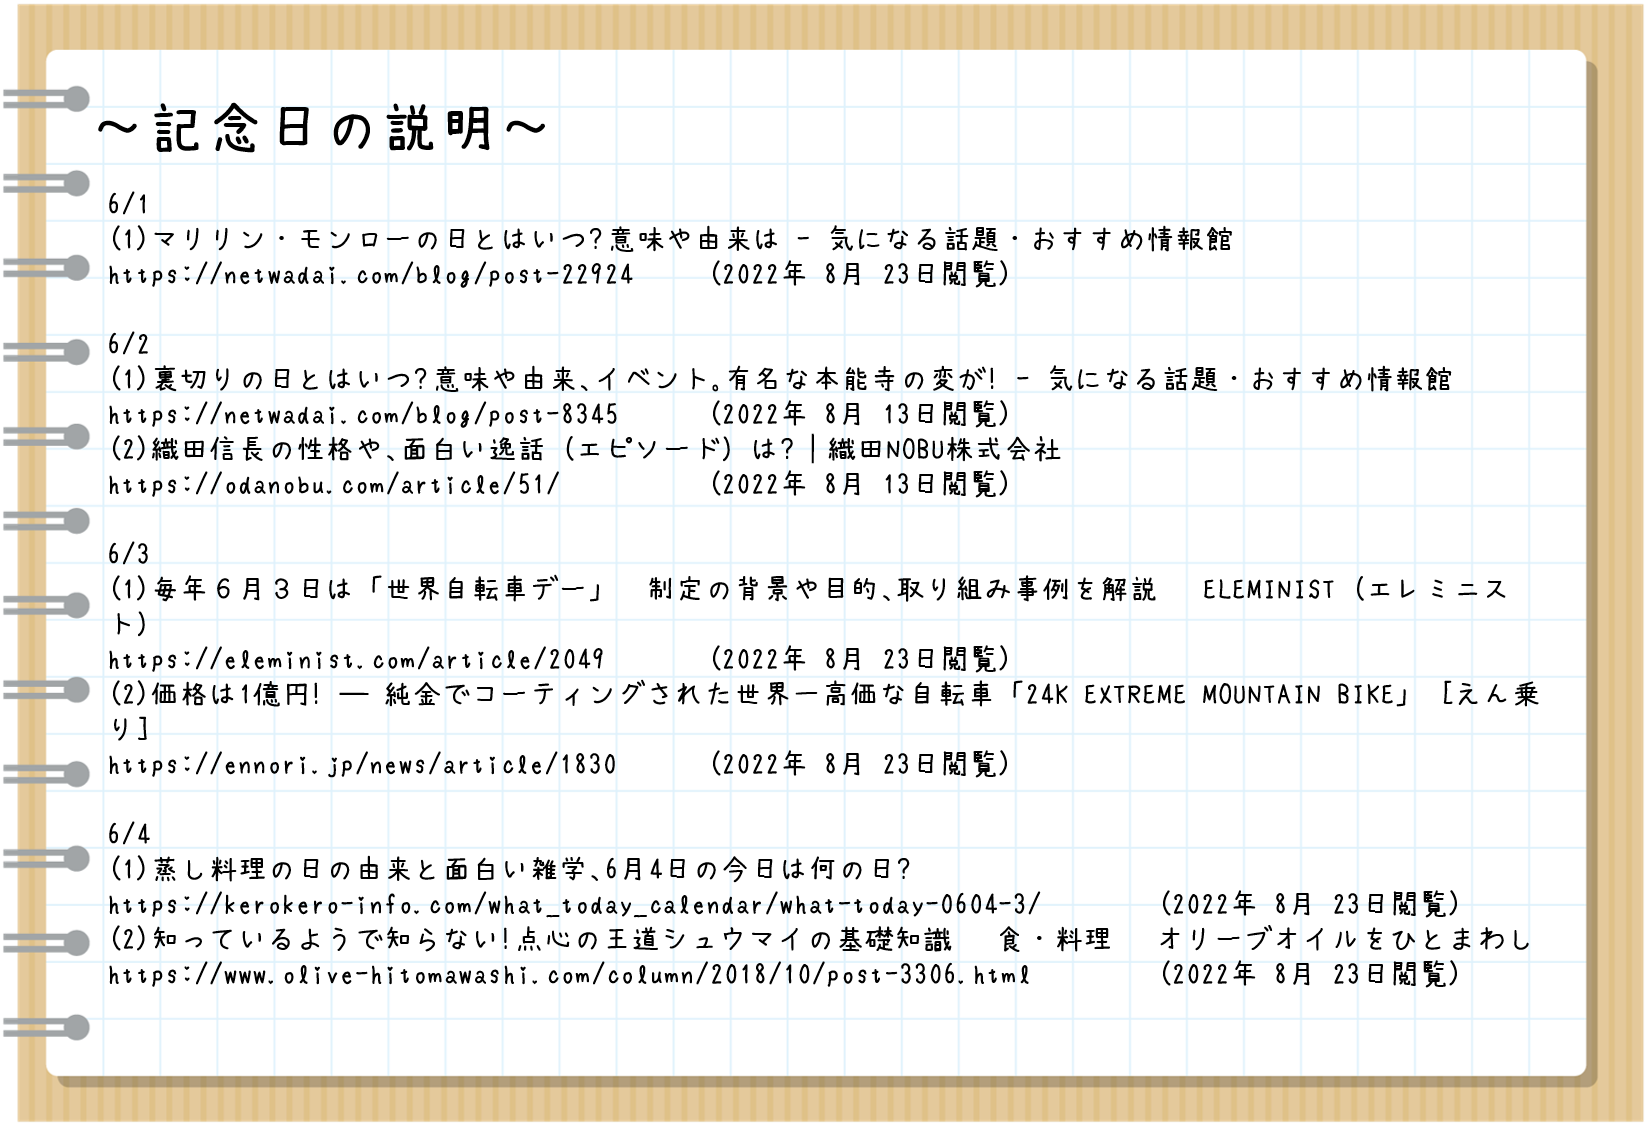 ～記念日の説明～
6/1
(1)マリリン・モンローの日とはいつ?意味や由来は - 気になる話題・おすすめ情報館
https://netwadai.com/blog/post-22924 (2022年 8月 23日閲覧)
6/2
(1)裏切りの日とはいつ?意味や由来、イベント。有名な本能寺の変が! - 気になる話題・おすすめ情報館
https://netwadai.com/blog/post-8345 (2022年 8月 13日閲覧)
(2)織田信長の性格や、面白い逸話 (エピソード) は? | 織田NOBU株式会社
https://odanobu.com/article/51/ (2022年 8月 13日閲覧)
6/3
(1)毎年６月３日は「世界自転車デー」　制定の背景や目的、取り組み事例を解説　 ELEMINIST (エレミニス
ト)
https://eleminist.com/article/2049 (2022年 8月 23日閲覧)
(2)価格は1億円! ― 純金でコーティングされた世界一高価な自転車「24K EXTREME MOUNTAIN BIKE」 [えん乗
り]
https://ennori.jp/news/article/1830 (2022年 8月 23日閲覧)
6/4
(1)蒸し料理の日の由来と面白い雑学、6月4日の今日は何の日?
https://kerokero-info.com/what_today_calendar/what-today-0604-3/ (2022年 8月 23日閲覧)
(2)知っているようで知らない!点心の王道シュウマイの基礎知識　 食・料理　 オリーブオイルをひとまわし
https://www.olive-hitomawashi.com/column/2018/10/post-3306.html (2022年 8月 23日閲覧)